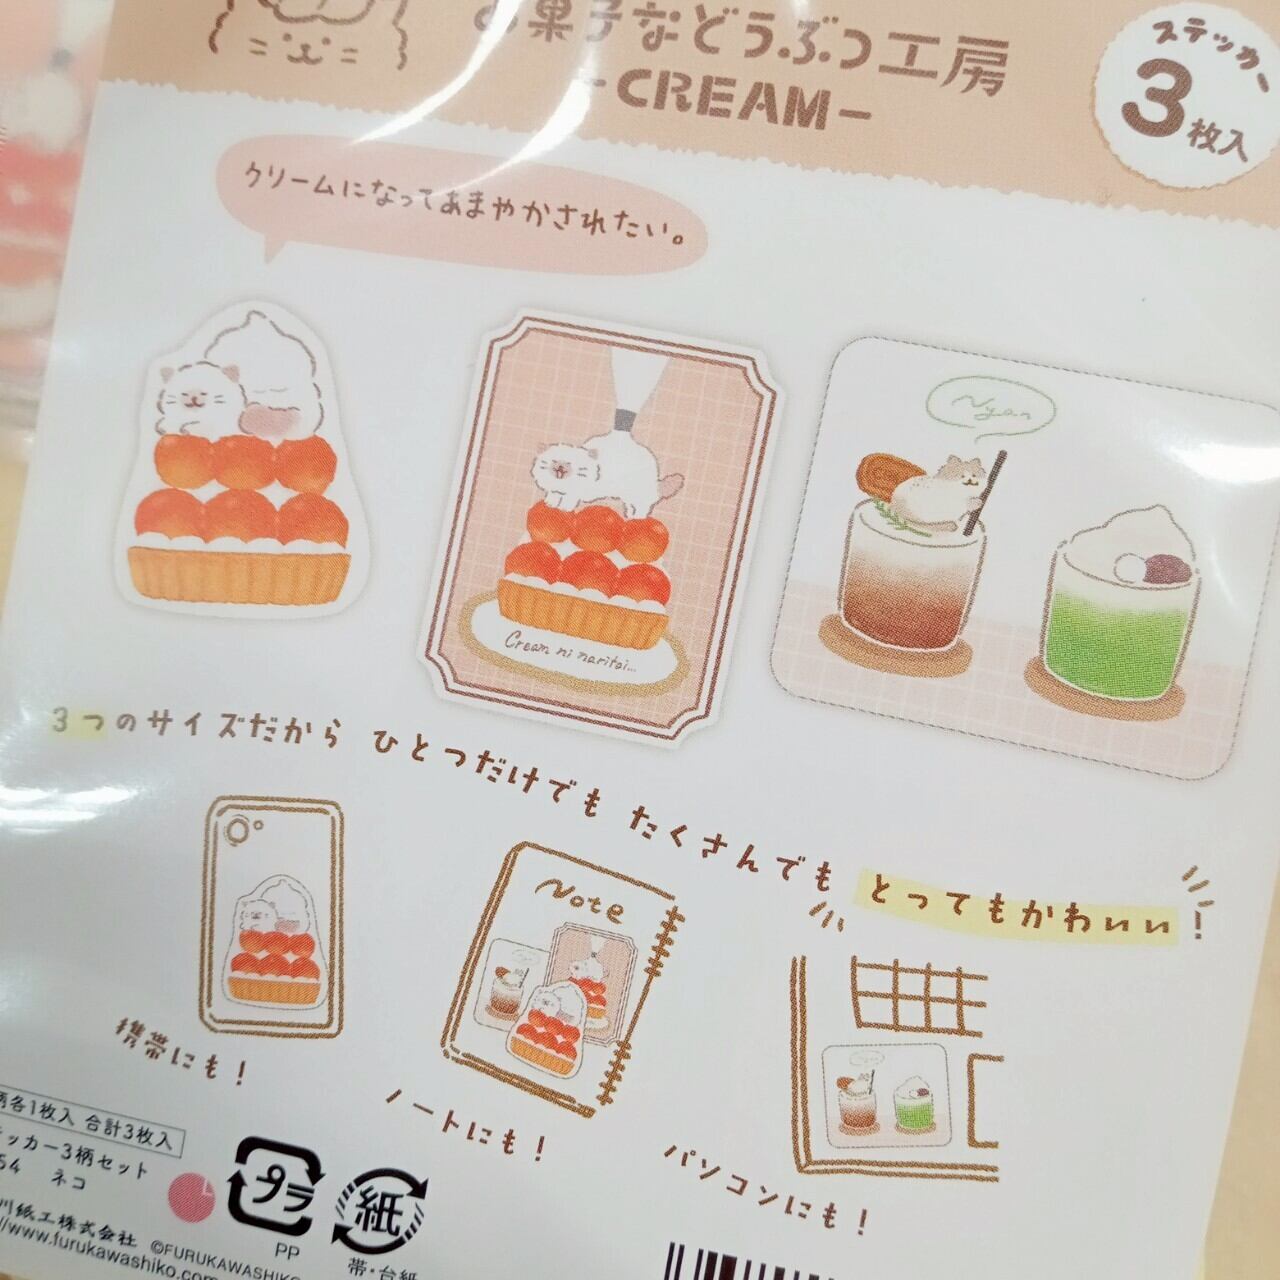 お菓子などうぶつ工房
-CREAM-
ステッカー
3枚入
クリームになってあまやかされたい。
Nyan
Cream ni naritai...
3つのサイズだから ひとつだけでも たくさんでも とってもかわいい!
Note
携帯にも!
ノートにも!
パソコンにも!
柄各1枚入 合計3枚入
ッカー3柄セット
54 ネコ
川紙工株式会社
©FURUKAWASHIKO
//www.furukawashiko.com
プラ
PP
紙
帯・台紙